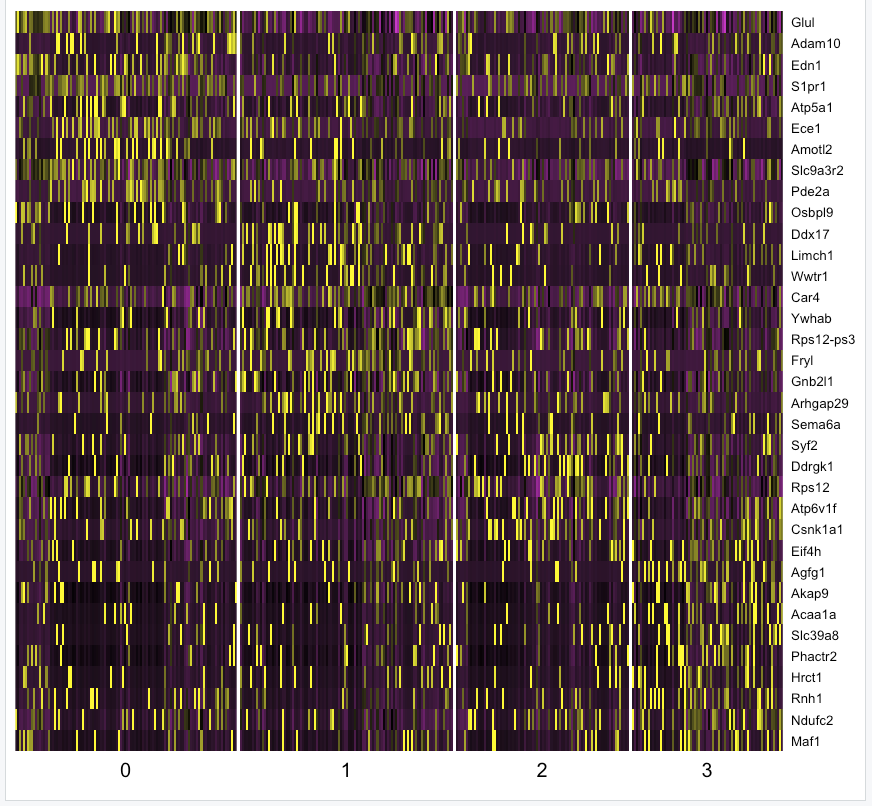 Glul
Adam10
Edn1
S1pr1
Atp5a1
Ece1
Amotl2
Slc9a3r2
Pde2a
Osbpl9
Ddx17
Limch1
Wwtr1
Car4
Ywhab
Rps12-ps3
Fryl
Gnb2l1
Arhgap29
Sema6a
Syf2
Ddrgk1
Rps12
Atp6v1f
Csnk1a1
Eif4h
Agfg1
Akap9
Acaa1a
Slc39a8
Phactr2
Hrct1
Rnh1
Ndufc2
Maf1
0 1 2 3